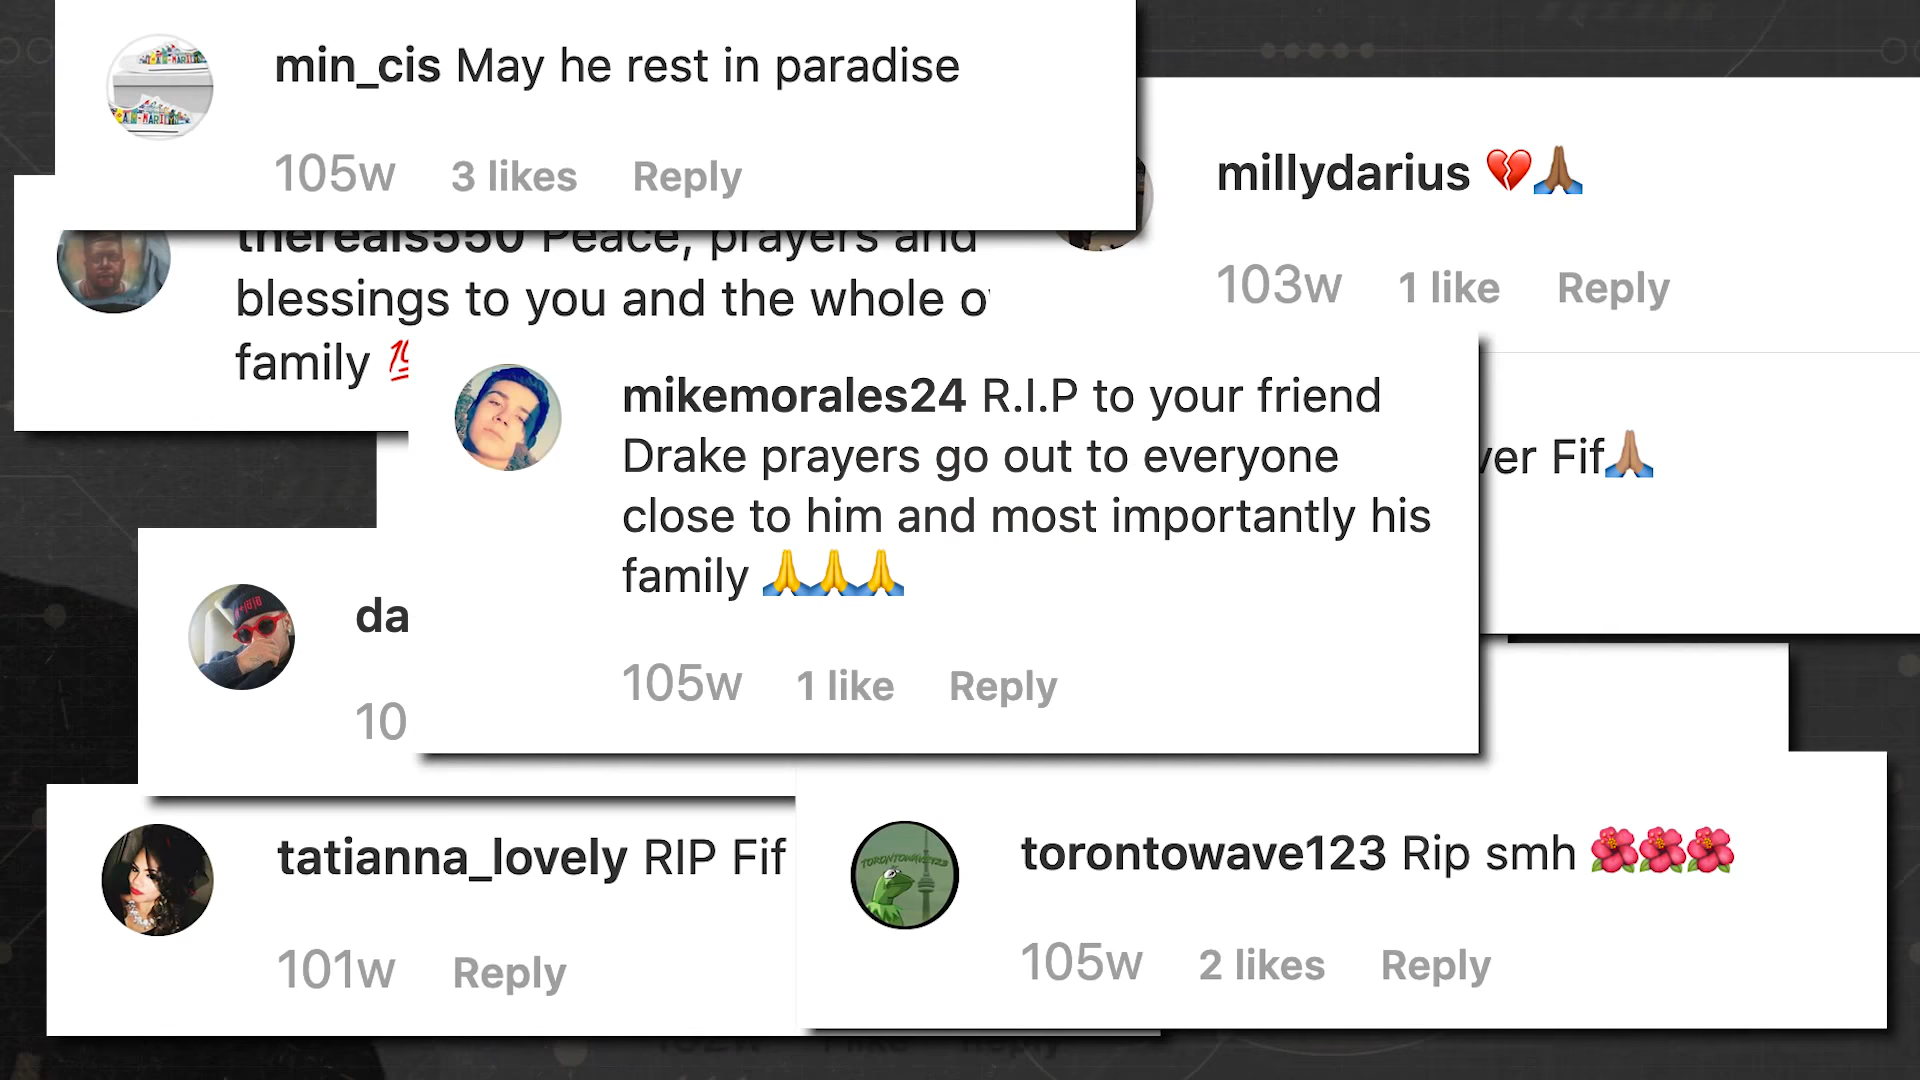 min_cis May he rest in paradise
105w 3 likes Reply
millydarius 💔🙏🏾
103w 1 like Reply
thereals550 Peace, prayers and
blessings to you and the whole
family
mikemorales24 R.I.P to your friend
Drake prayers go out to everyone
close to him and most importantly his
family 🙏🙏🙏
105w 1 like Reply
Fif🙏🏽
da
10
tatianna_lovely RIP Fif
101w Reply
torontowave123 Rip smh 🌺🌺🌺
105w 2 likes Reply